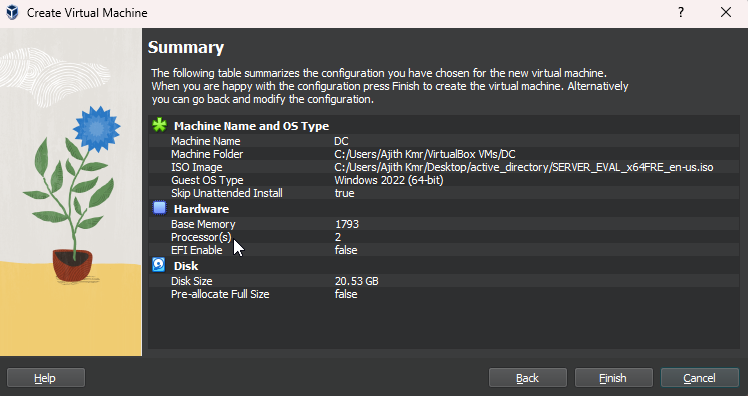 Create Virtual Machine
?
Summary
The following table summarizes the configuration you have chosen for the new virtual machine.
When you are happy with the configuration press Finish to create the virtual machine. Alternatively
you can go back and modify the configuration.
Machine Name and OS Type
Machine Name DC
Machine Folder C:/Users/Ajith Kmr/VirtualBox VMs/DC
ISO Image C:/Users/Ajith Kmr/Desktop/active_directory/SERVER_EVAL_x64FRE_en-us.iso
Guest OS Type Windows 2022 (64-bit)
Skip Unattended Install true
Hardware
Base Memory 1793
Processor(s) 2
EFI Enable false
Disk
Disk Size 20.53 GB
Pre-allocate Full Size false
Help Back Finish Cancel